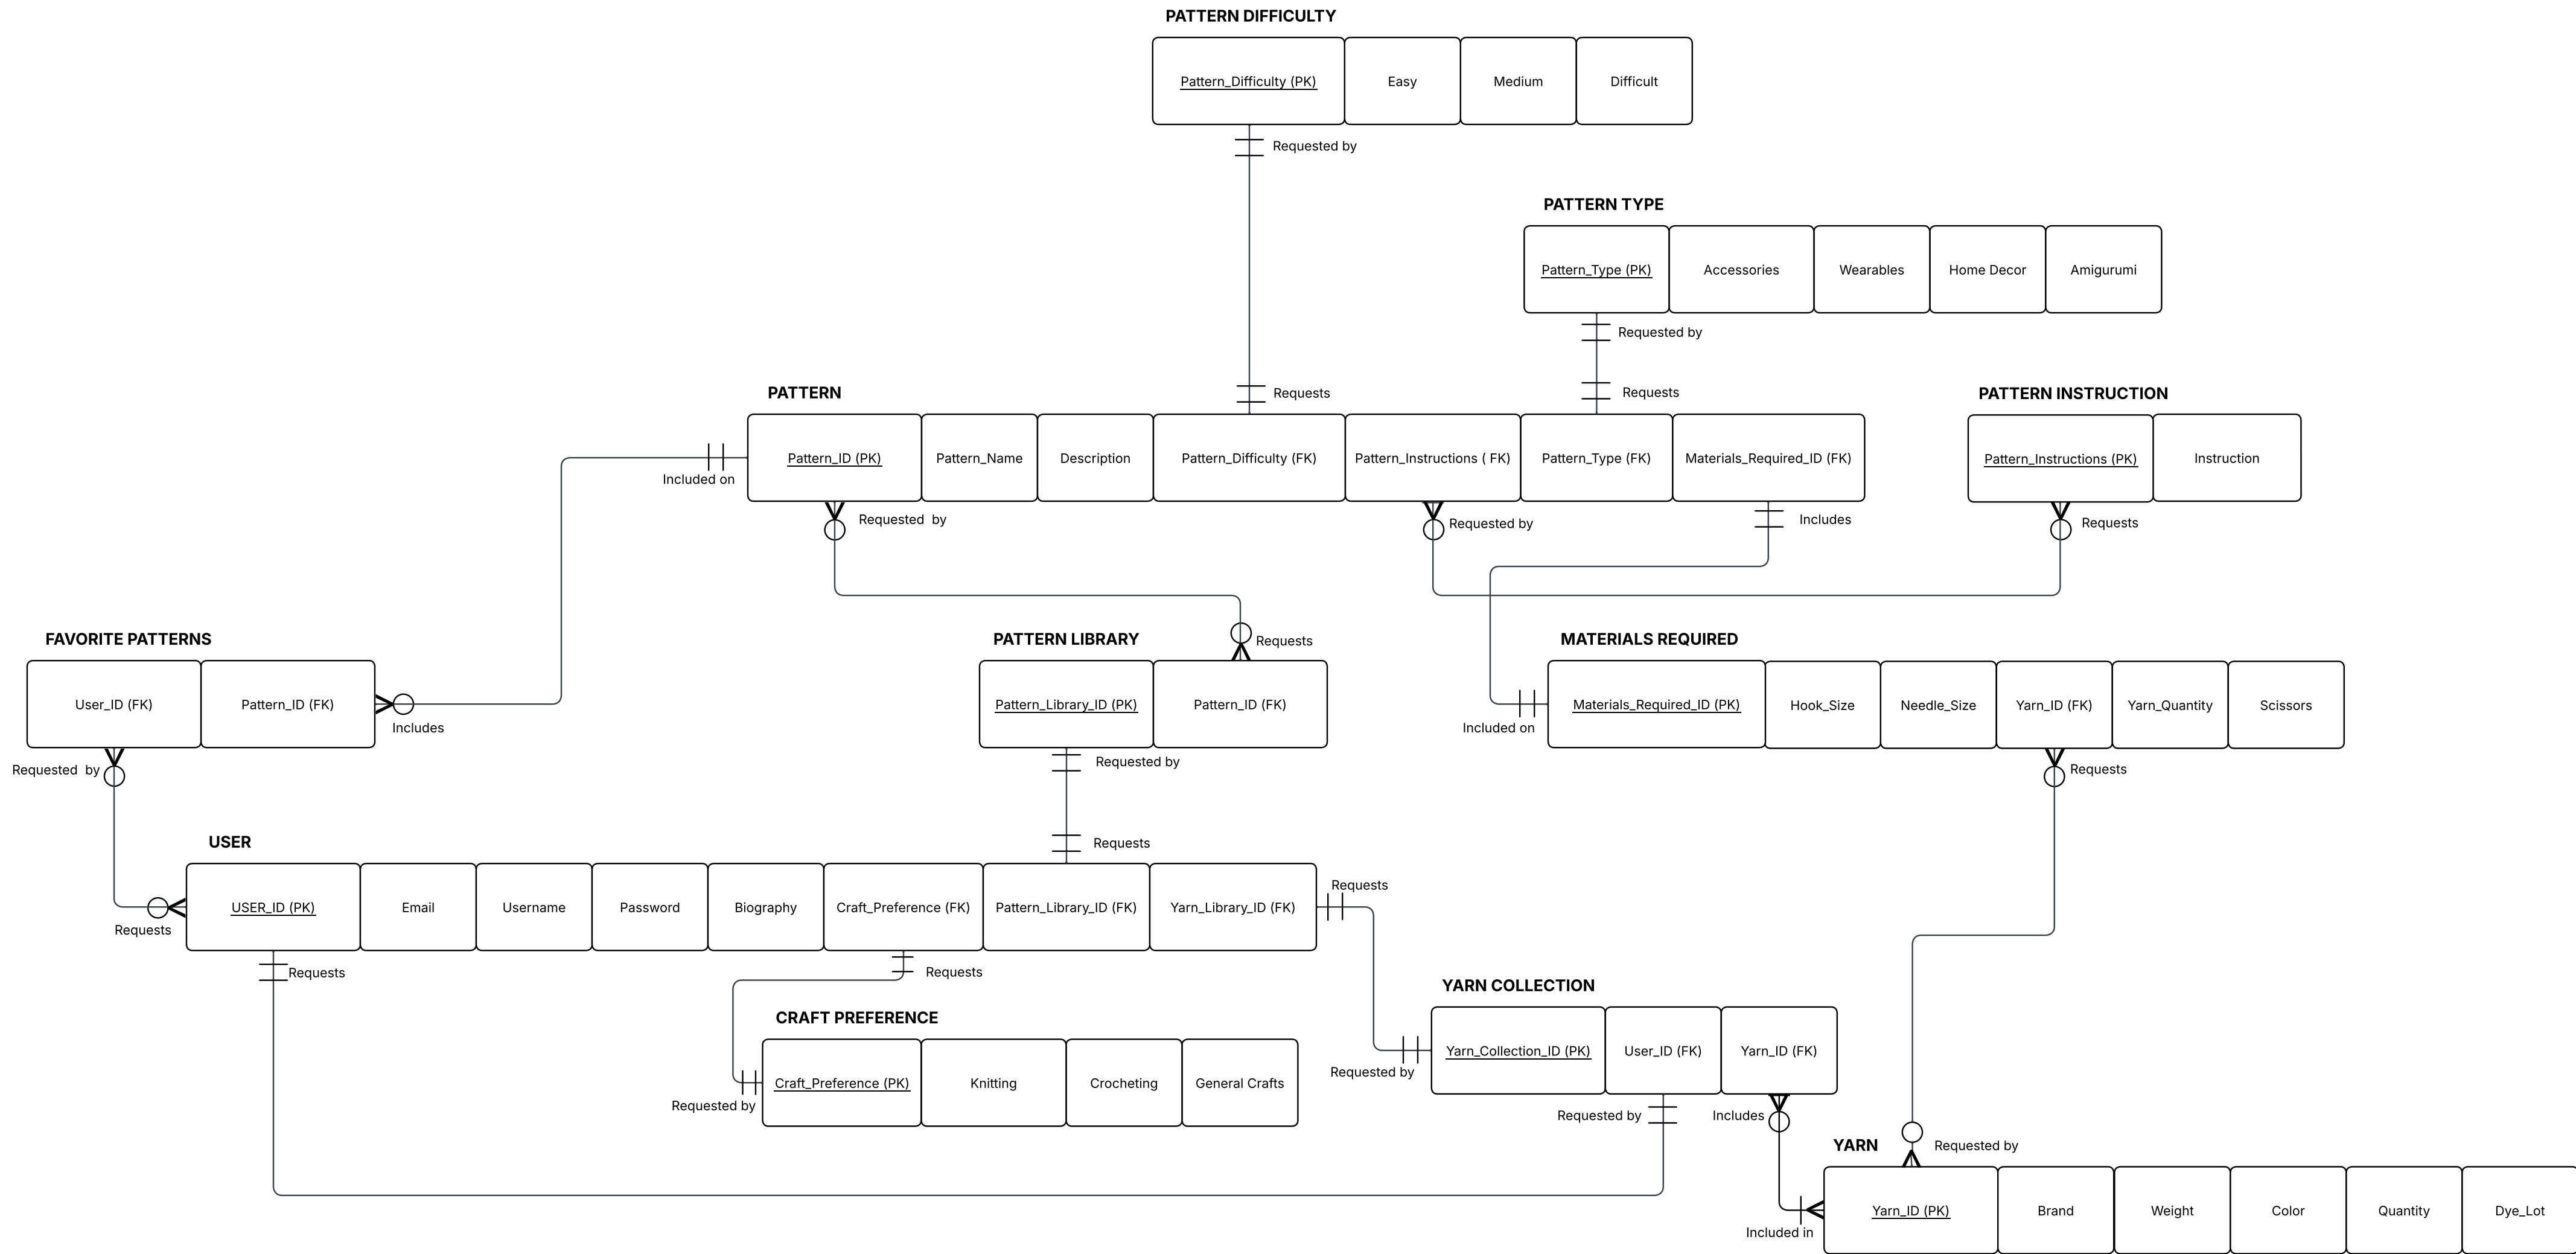 PATTERN DIFFICULTY
Pattern_Difficulty (PK) Easy Medium Difficult
Requested by
PATTERN TYPE
Pattern_Type (PK) Accessories Wearables Home Decor Amigurumi
Requested by
Requests
Requests
PATTERN
PATTERN INSTRUCTION
Pattern_ID (PK) Pattern_Name Description Pattern_Difficulty (FK) Pattern_Instructions ( FK) Pattern_Type (FK) Materials_Required_ID (FK)
Pattern_Instructions (PK) Instruction
Included on
Requested by
Requested by
Includes
Requests
FAVORITE PATTERNS
PATTERN LIBRARY
Requests
MATERIALS REQUIRED
User_ID (FK) Pattern_ID (FK)
Pattern_Library_ID (PK) Pattern_ID (FK)
Materials_Required_ID (PK) Hook_Size Needle_Size Yarn_ID (FK) Yarn_Quantity Scissors
Includes
Included on
Requested by
Requested by
Requests
USER
Requests
USER_ID (PK) Email Username Password Biography Craft_Preference (FK) Pattern_Library_ID (FK) Yarn_Library_ID (FK)
Requests
Requests
Requests
Requests
YARN COLLECTION
CRAFT PREFERENCE
Yarn_Collection_ID (PK) User_ID (FK) Yarn_ID (FK)
Requested by
Craft_Preference (PK) Knitting Crocheting General Crafts
Requested by
Requested by
Includes
YARN
Requested by
Yarn_ID (PK) Brand Weight Color Quantity Dye_Lot
Included in